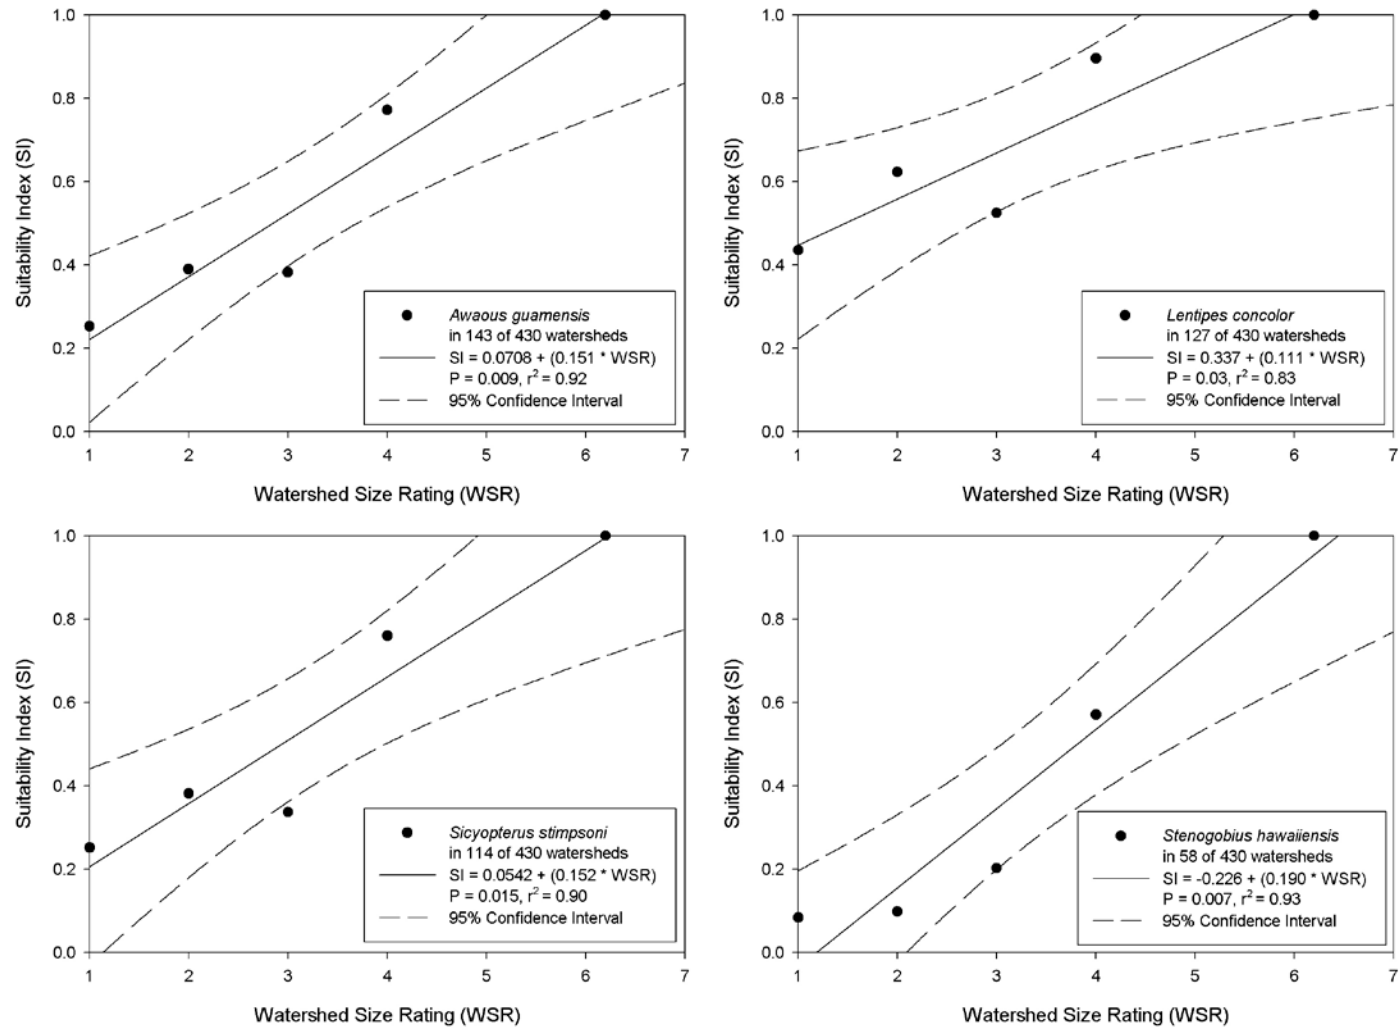 1.0
0.8
0.6
0.4
0.2
0.0
Suitability Index (SI)
1 2 3 4 5 6 7
Watershed Size Rating (WSR)
Awaous guamensis
in 143 of 430 watersheds
SI = 0.0708 + (0.151 * WSR)
P = 0.009, r² = 0.92
95% Confidence Interval
1.0
0.8
0.6
0.4
0.2
0.0
Suitability Index (SI)
1 2 3 4 5 6 7
Watershed Size Rating (WSR)
Lentipes concolor
in 127 of 430 watersheds
SI = 0.337 + (0.111 * WSR)
P = 0.03, r² = 0.83
95% Confidence Interval
1.0
0.8
0.6
0.4
0.2
0.0
Suitability Index (SI)
1 2 3 4 5 6 7
Watershed Size Rating (WSR)
Sicyopterus stimpsoni
in 114 of 430 watersheds
SI = 0.0542 + (0.152 * WSR)
P = 0.015, r² = 0.90
95% Confidence Interval
1.0
0.8
0.6
0.4
0.2
0.0
Suitability Index (SI)
1 2 3 4 5 6 7
Watershed Size Rating (WSR)
Stenogobius hawaiiensis
in 58 of 430 watersheds
SI = -0.226 + (0.190 * WSR)
P = 0.007, r² = 0.93
95% Confidence Interval